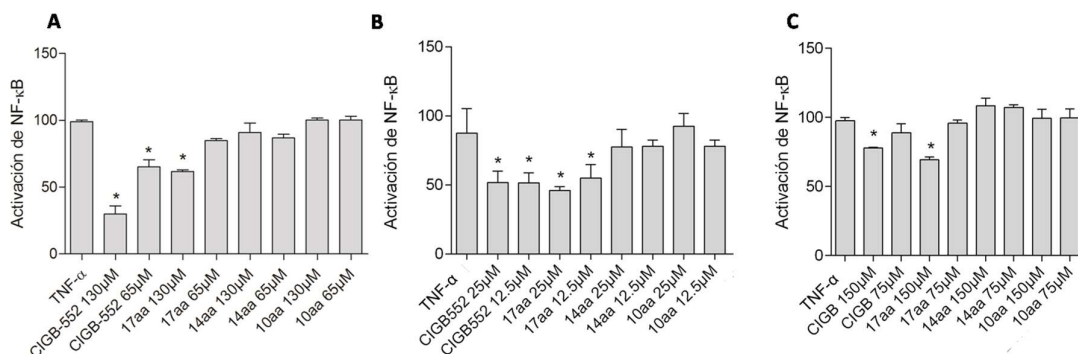 A
Activación de NF-κB
150
100
50
0
*
*
*
TNF-α
CIGB-552 130µM
CIGB-552 65µM
17aa 130µM
17aa 65µM
14aa 130µM
14aa 65µM
10aa 130µM
10aa 65µM
B
Activación de NF-κB
150
100
50
0
*
*
*
*
TNF-α
CIGB552 25µM
CIGB552 12.5µM
17aa 25µM
17aa 12.5µM
14aa 25µM
14aa 12.5µM
10aa 25µM
10aa 12.5µM
C
Activación de NF-κB
150
100
50
0
*
*
TNF-α
CIGB 150µM
CIGB 75µM
17aa 150µM
17aa 75µM
14aa 150µM
14aa 75µM
10aa 150µM
10aa 75µM